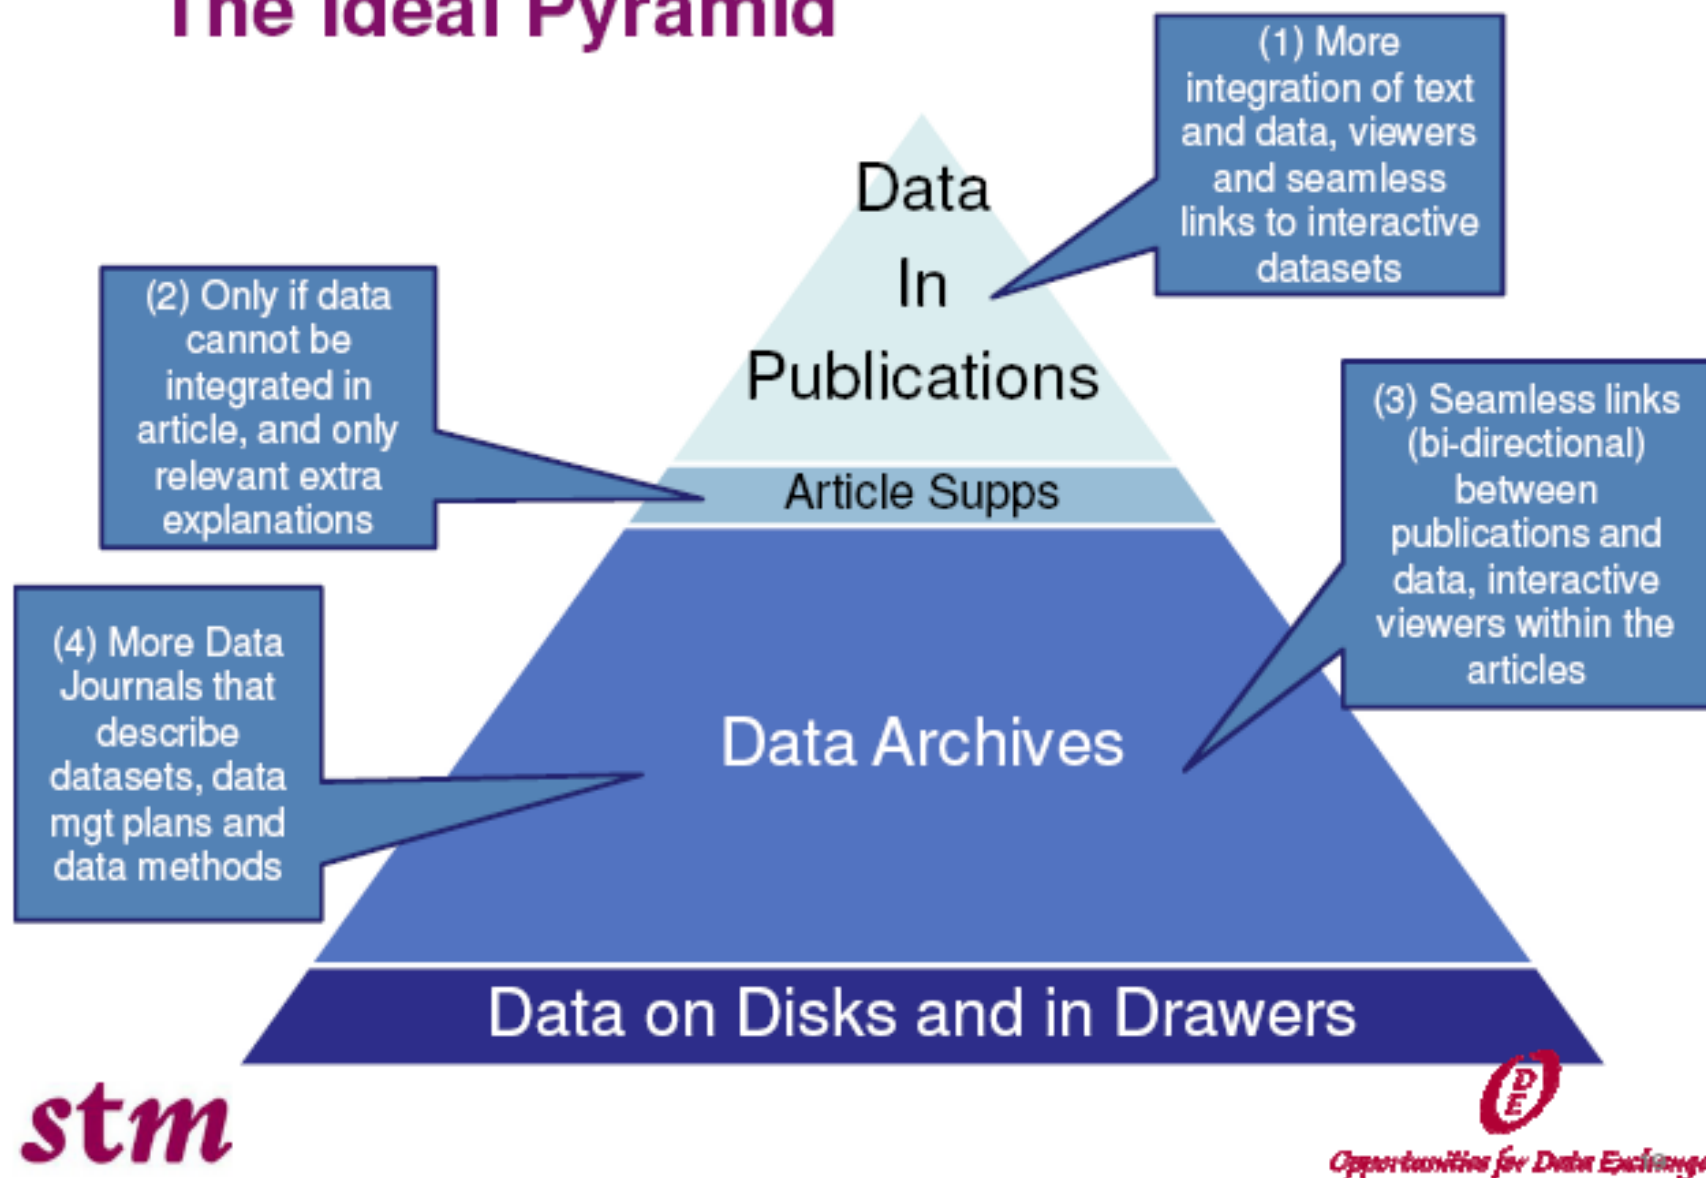 The Ideal Pyramid
(1) More
integration of text
and data, viewers
and seamless
links to interactive
datasets
Data
In
Publications
(2) Only if data
cannot be
integrated in
article, and only
relevant extra
explanations
(3) Seamless links
(bi-directional)
between
publications and
data, interactive
viewers within the
articles
Article Supps
(4) More Data
Journals that
describe
datasets, data
mgt plans and
data methods
Data Archives
Data on Disks and in Drawers
stm
ODE
Opportunities for Data Exchange